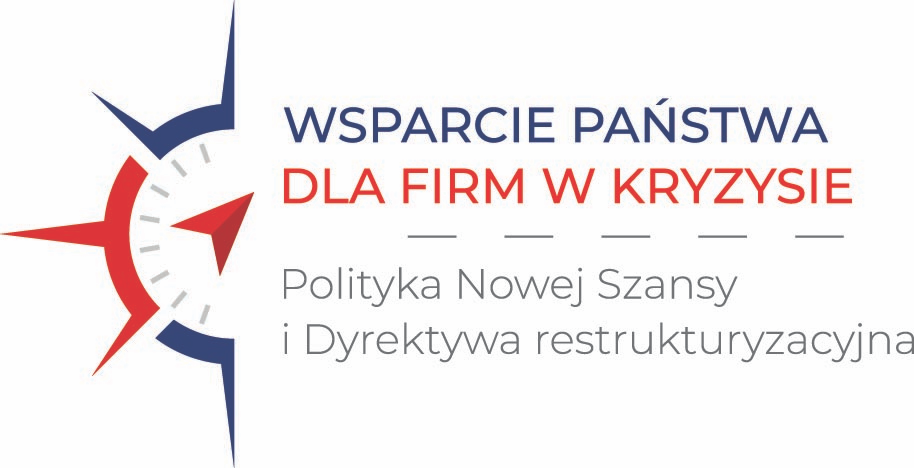 WSPARCIE PAŃSTWA
DLA FIRM W KRYZYSIE
Polityka Nowej Szansy
i Dyrektywa restrukturyzacyjna